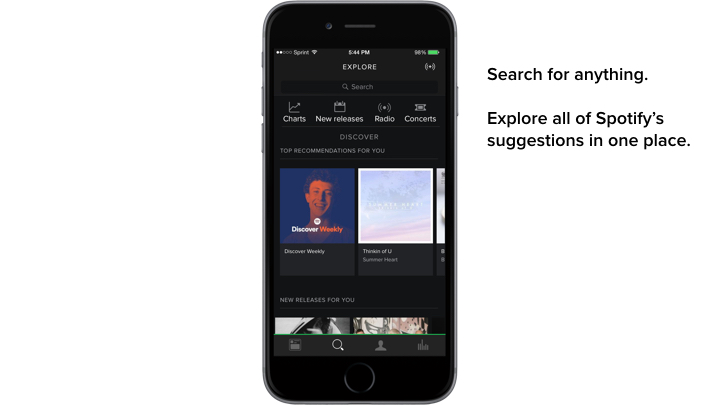 Sprint 5:44 PM 98%
EXPLORE
Search
Charts New releases Radio Concerts
DISCOVER
TOP RECOMMENDATIONS FOR YOU
Discover Weekly
Discover Weekly
Thinkin of U
Summer Heart
NEW RELEASES FOR YOU
Search for anything.
Explore all of Spotify’s
suggestions in one place.